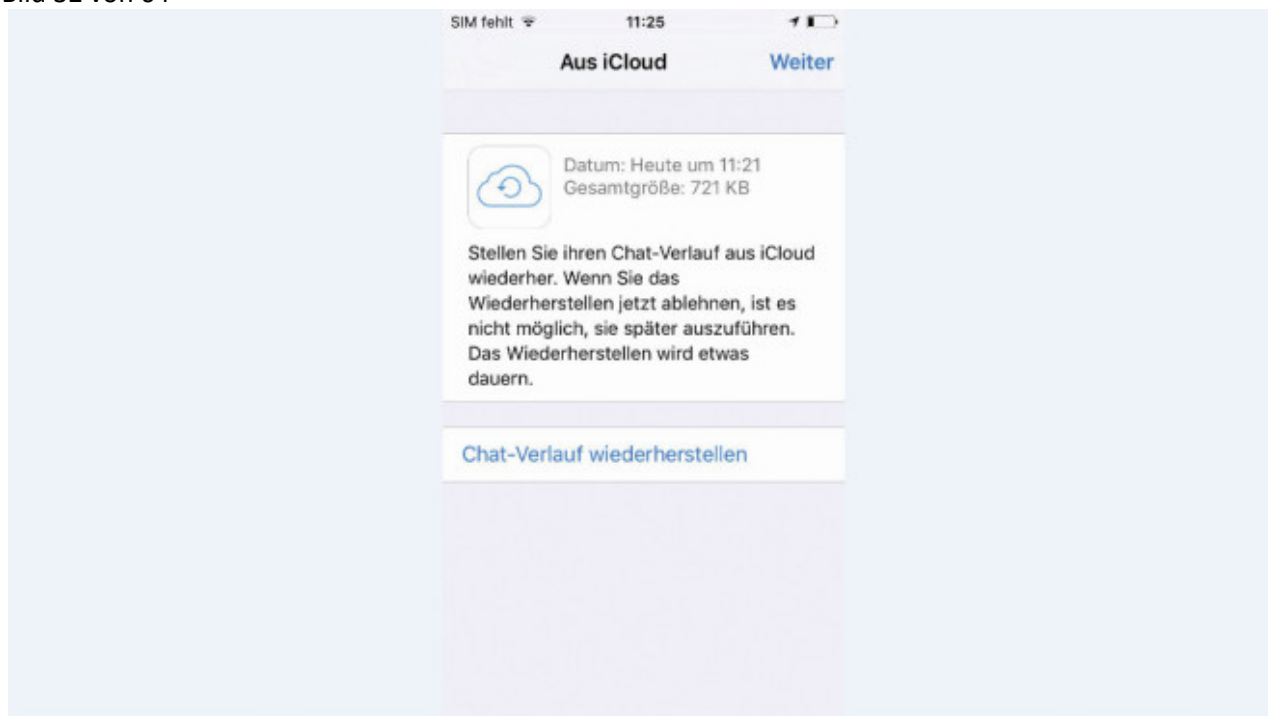 SIM fehlt 11:25
Aus iCloud Weiter
Datum: Heute um 11:21
Gesamtgröße: 721 KB
Stellen Sie ihren Chat-Verlauf aus iCloud
wiederher. Wenn Sie das
Wiederherstellen jetzt ablehnen, ist es
nicht möglich, sie später auszuführen.
Das Wiederherstellen wird etwas
dauern.
Chat-Verlauf wiederherstellen